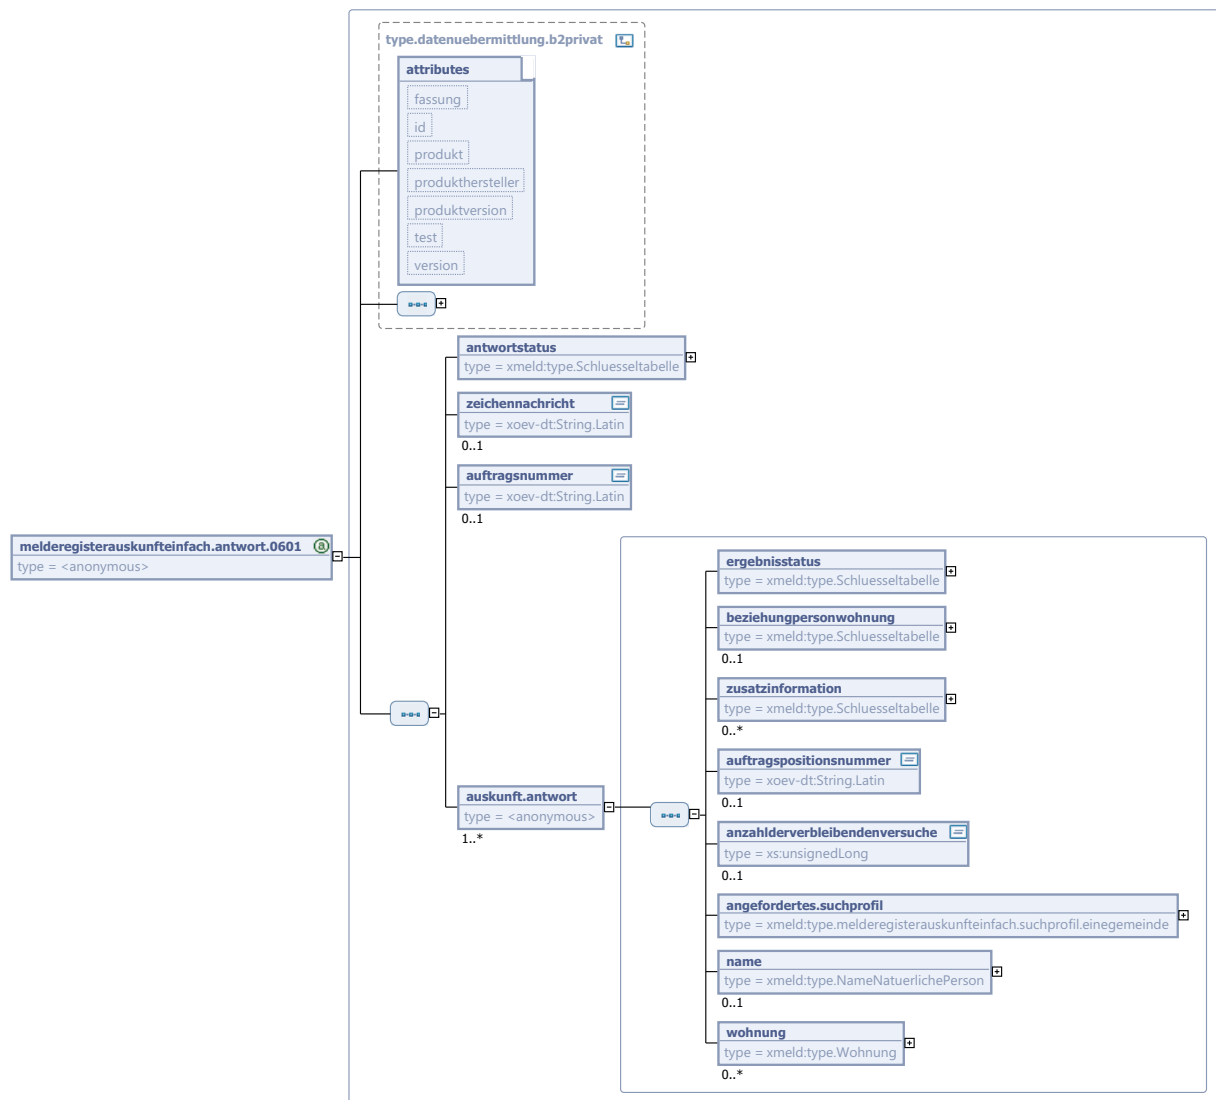 type.datenuebermittlung.b2privat
attributes
fassung
id
produkt
produkthersteller
produktversion
test
version
antwortstatus
type = xmeld:type.Schluesseltabelle
zeichennachricht
type = xoev-dt:String.Latin
0..1
auftragsnummer
type = xoev-dt:String.Latin
0..1
melderegisterauskunfteinfach.antwort.0601
type = <anonymous>
auskunft.antwort
type = <anonymous>
1..*
ergebnisstatus
type = xmeld:type.Schluesseltabelle
beziehungpersonwohnung
type = xmeld:type.Schluesseltabelle
0..1
zusatzinformation
type = xmeld:type.Schluesseltabelle
0..*
auftragspositionsnummer
type = xoev-dt:String.Latin
0..1
anzahlderverbleibendenversuche
type = xs:unsignedLong
0..1
angefordertes.suchprofil
type = xmeld:type.melderegisterauskunfteinfach.suchprofil.einegemeinde
name
type = xmeld:type.NameNatuerlichePerson
0..1
wohnung
type = xmeld:type.Wohnung
0..*